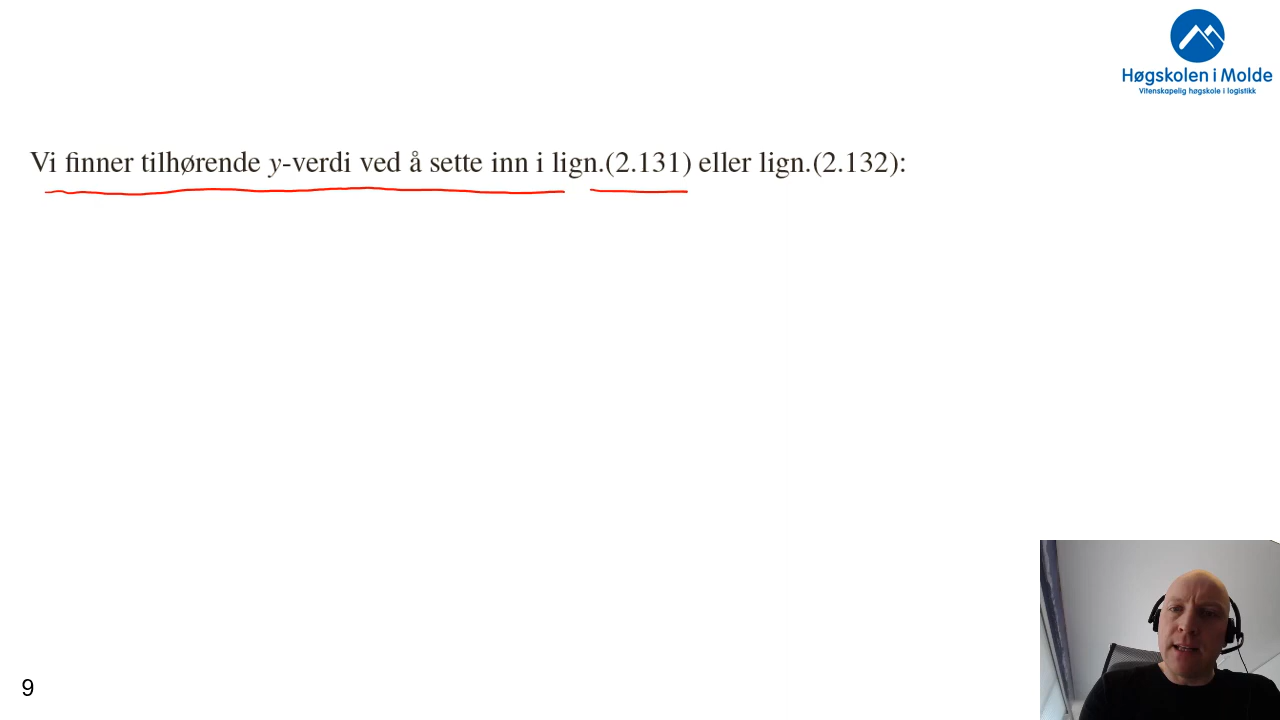 Høgskolen i Molde
Vitenskapelig høgskole i logistikk
Vi finner tilhørende y-verdi ved å sette inn i lign.(2.131) eller lign.(2.132):
9